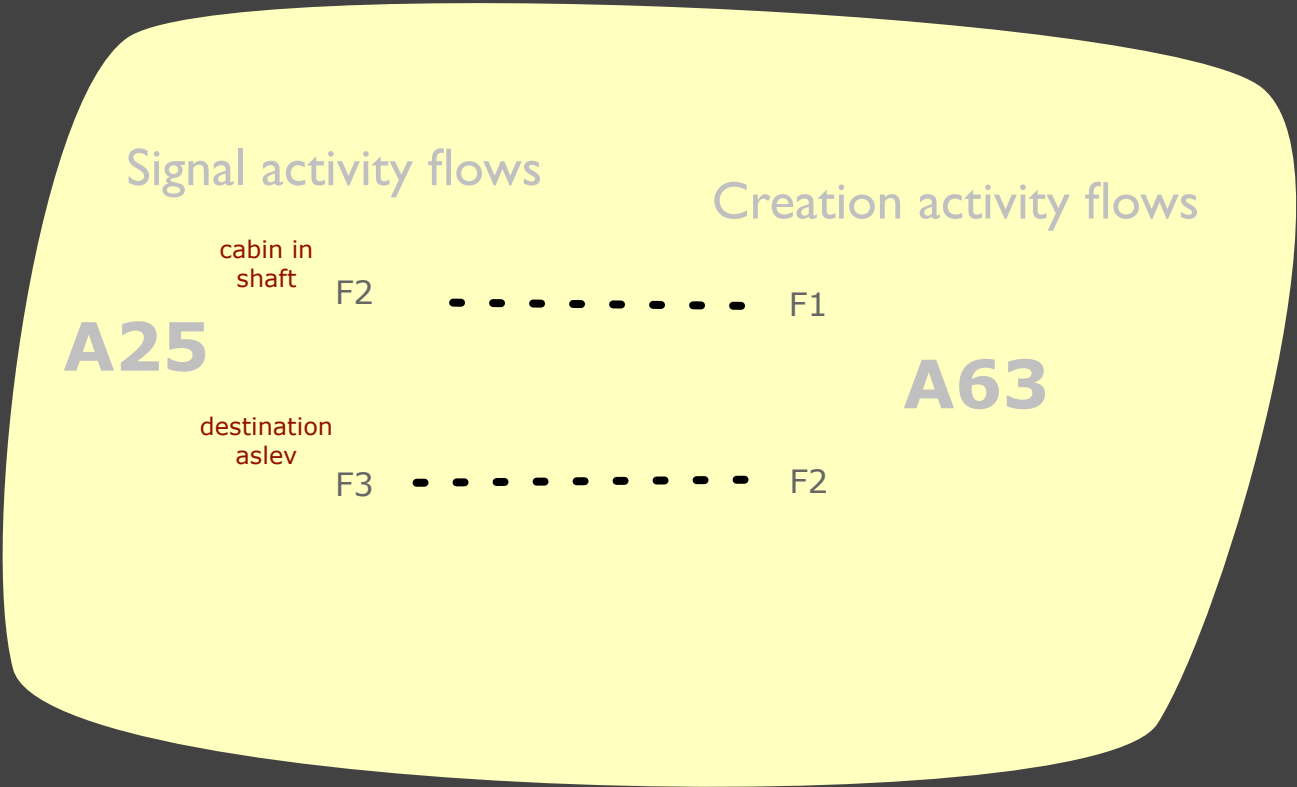 Signal activity flows
Creation activity flows
cabin in
shaft
F2
F1
A25
A63
destination
aslev
F3
F2